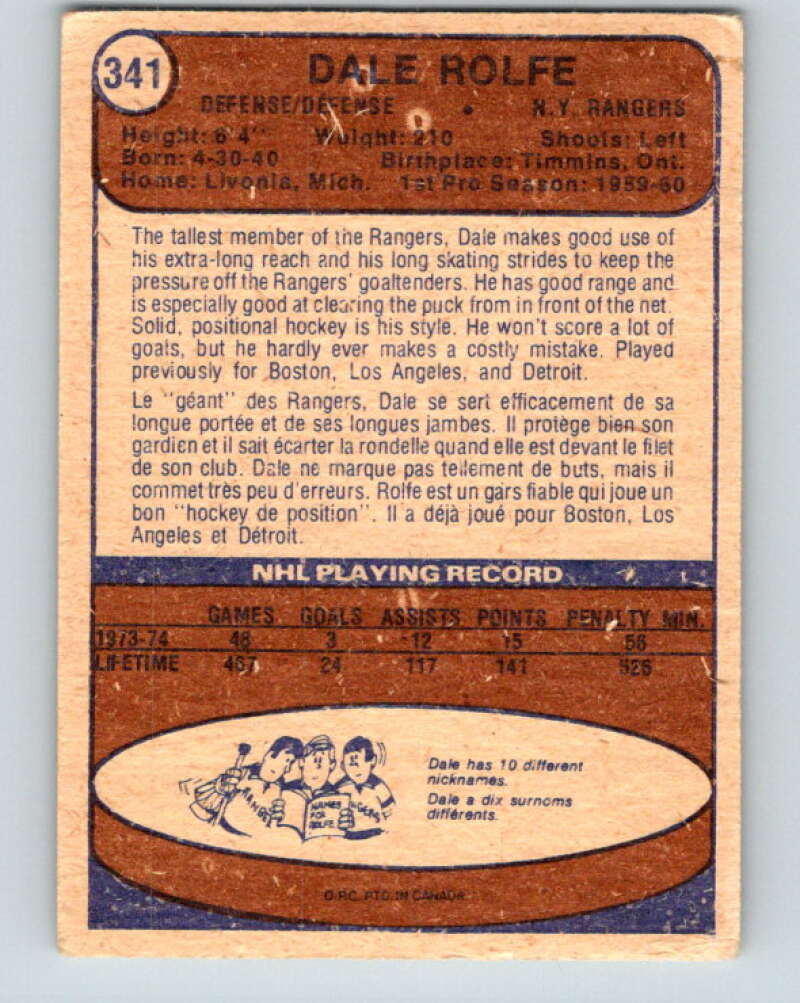 341
DALE ROLFE
DEFENSE/DEFENSE • N.Y. RANGERS
Height: 6'4" Weight: 210 Shoots: Left
Born: 4-30-40 Birthplace: Timmins, Ont.
Home: Livonia, Mich. 1st Pro Season: 1959-60
The tallest member of the Rangers, Dale makes good use of
his extra-long reach and his long skating strides to keep the
pressure off the Rangers' goaltenders. He has good range and
is especially good at clearing the puck from in front of the net.
Solid, positional hockey is his style. He won't score a lot of
goals, but he hardly ever makes a costly mistake. Played
previously for Boston, Los Angeles, and Detroit.
Le "géant" des Rangers, Dale se sert efficacement de sa
longue portée et de ses longues jambes. Il protège bien son
gardien et il sait écarter la rondelle quand elle est devant le filet
de son club. Dale ne marque pas tellement de buts, mais il
commet très peu d'erreurs. Rolfe est un gars fiable qui joue un
bon "hockey de position". Il a déjà joué pour Boston, Los
Angeles et Détroit.
NHL PLAYING RECORD
GAMES GOALS ASSISTS POINTS PENALTY MIN.
1973-74 48 3 12 15 56
LIFETIME 467 24 117 141 526
RANGE
NAMES
FOR
ROLFE
NGERS
Dale has 10 different
nicknames.
Dale a dix surnoms
différents.
O.P.C. PTD. IN CANADA